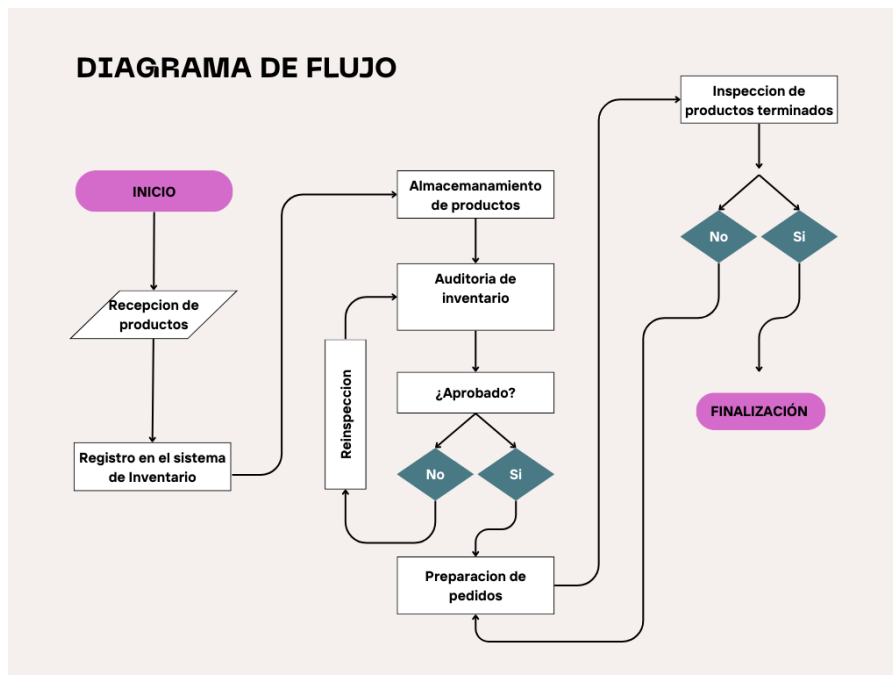 DIAGRAMA DE FLUJO
INICIO
Recepcion de
productos
Registro en el sistema
de Inventario
Almacemanamiento
de productos
Auditoria de
inventario
Reinspeccion
¿Aprobado?
No
Si
Preparacion de
pedidos
Inspeccion de
productos terminados
No
Si
FINALIZACIÓN